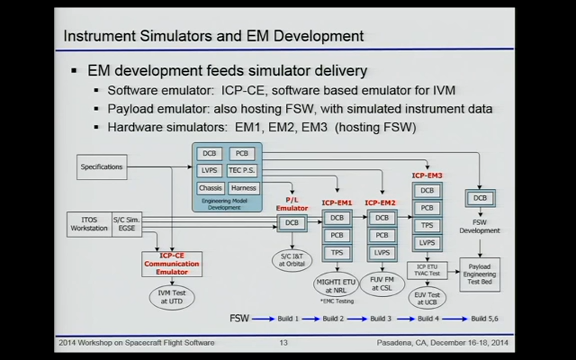 Instrument Simulators and EM Development
EM development feeds simulator delivery
Software emulator: ICP-CE, software based emulator for IVM
Payload emulator: also hosting FSW, with simulated instrument data
Hardware simulators: EM1, EM2, EM3 (hosting FSW)
Specifications
DCB PCB
LVPS TEC P.S.
Chassis Harness
Engineering Model
Development
ITOS
Workstation
S/C Sim.
EGSE
ICP-CE
Communication
Emulator
IVM Test
at UTD
P/L
Emulator
DCB
S/C I&T
at Orbital
ICP-EM1
DCB
PCB
TPS
MIGHTI ETU
at NRL
*EMC Testing
ICP-EM2
DCB
PCB
LVPS
FUV FM
at CSL
ICP-EM3
DCB
PCB
TPS
LVPS
ICP ETU
TVAC Test
EUV Test
at UCB
DCB
FSW
Development
Payload
Engineering
Test Bed
FSW Build 1 Build 2 Build 3 Build 4 Build 5,6
2014 Workshop on Spacecraft Flight Software 13 Pasadena, CA, December 16-18, 2014